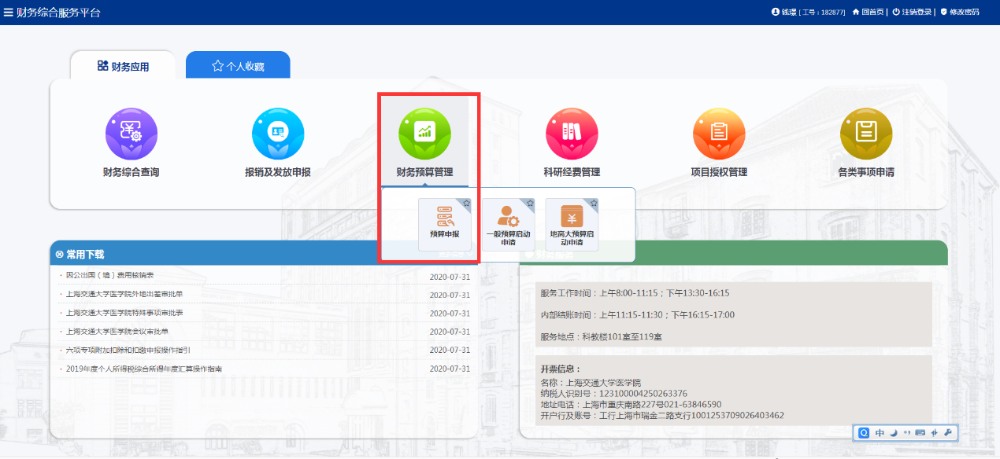 财务综合服务平台
钱璟 [ 工号 : 182877] 回首页 | 注销登录 | 修改密码
财务应用 个人收藏
财务综合查询 报销及发放申报 财务预算管理 科研经费管理 项目授权管理 各类事项申请
预算申报 一般预算启动申请 地高大预算启动申请
常用下载
· 因公出国（境）费用核销表 2020-07-31
· 上海交通大学医学院外地出差审批单 2020-07-31
· 上海交通大学医学院特殊事项审批表 2020-07-31
· 上海交通大学医学院会议审批单 2020-07-31
· 六项专项附加扣除和扣缴申报操作指引 2020-07-31
· 2019年度个人所得税综合所得年度汇算操作指南 2020-07-31
服务工作时间：上午8:00-11:15；下午13:30-16:15
内部结账时间：上午11:15-11:30；下午16:15-17:00
服务地点：科教楼101室至119室
开票信息：
名称：上海交通大学医学院
纳税人识别号：123100004250263376
地址电话：上海市重庆南路227号021-63846590
开户行及账号：工行上海市瑞金二路支行1001253709026403462
中